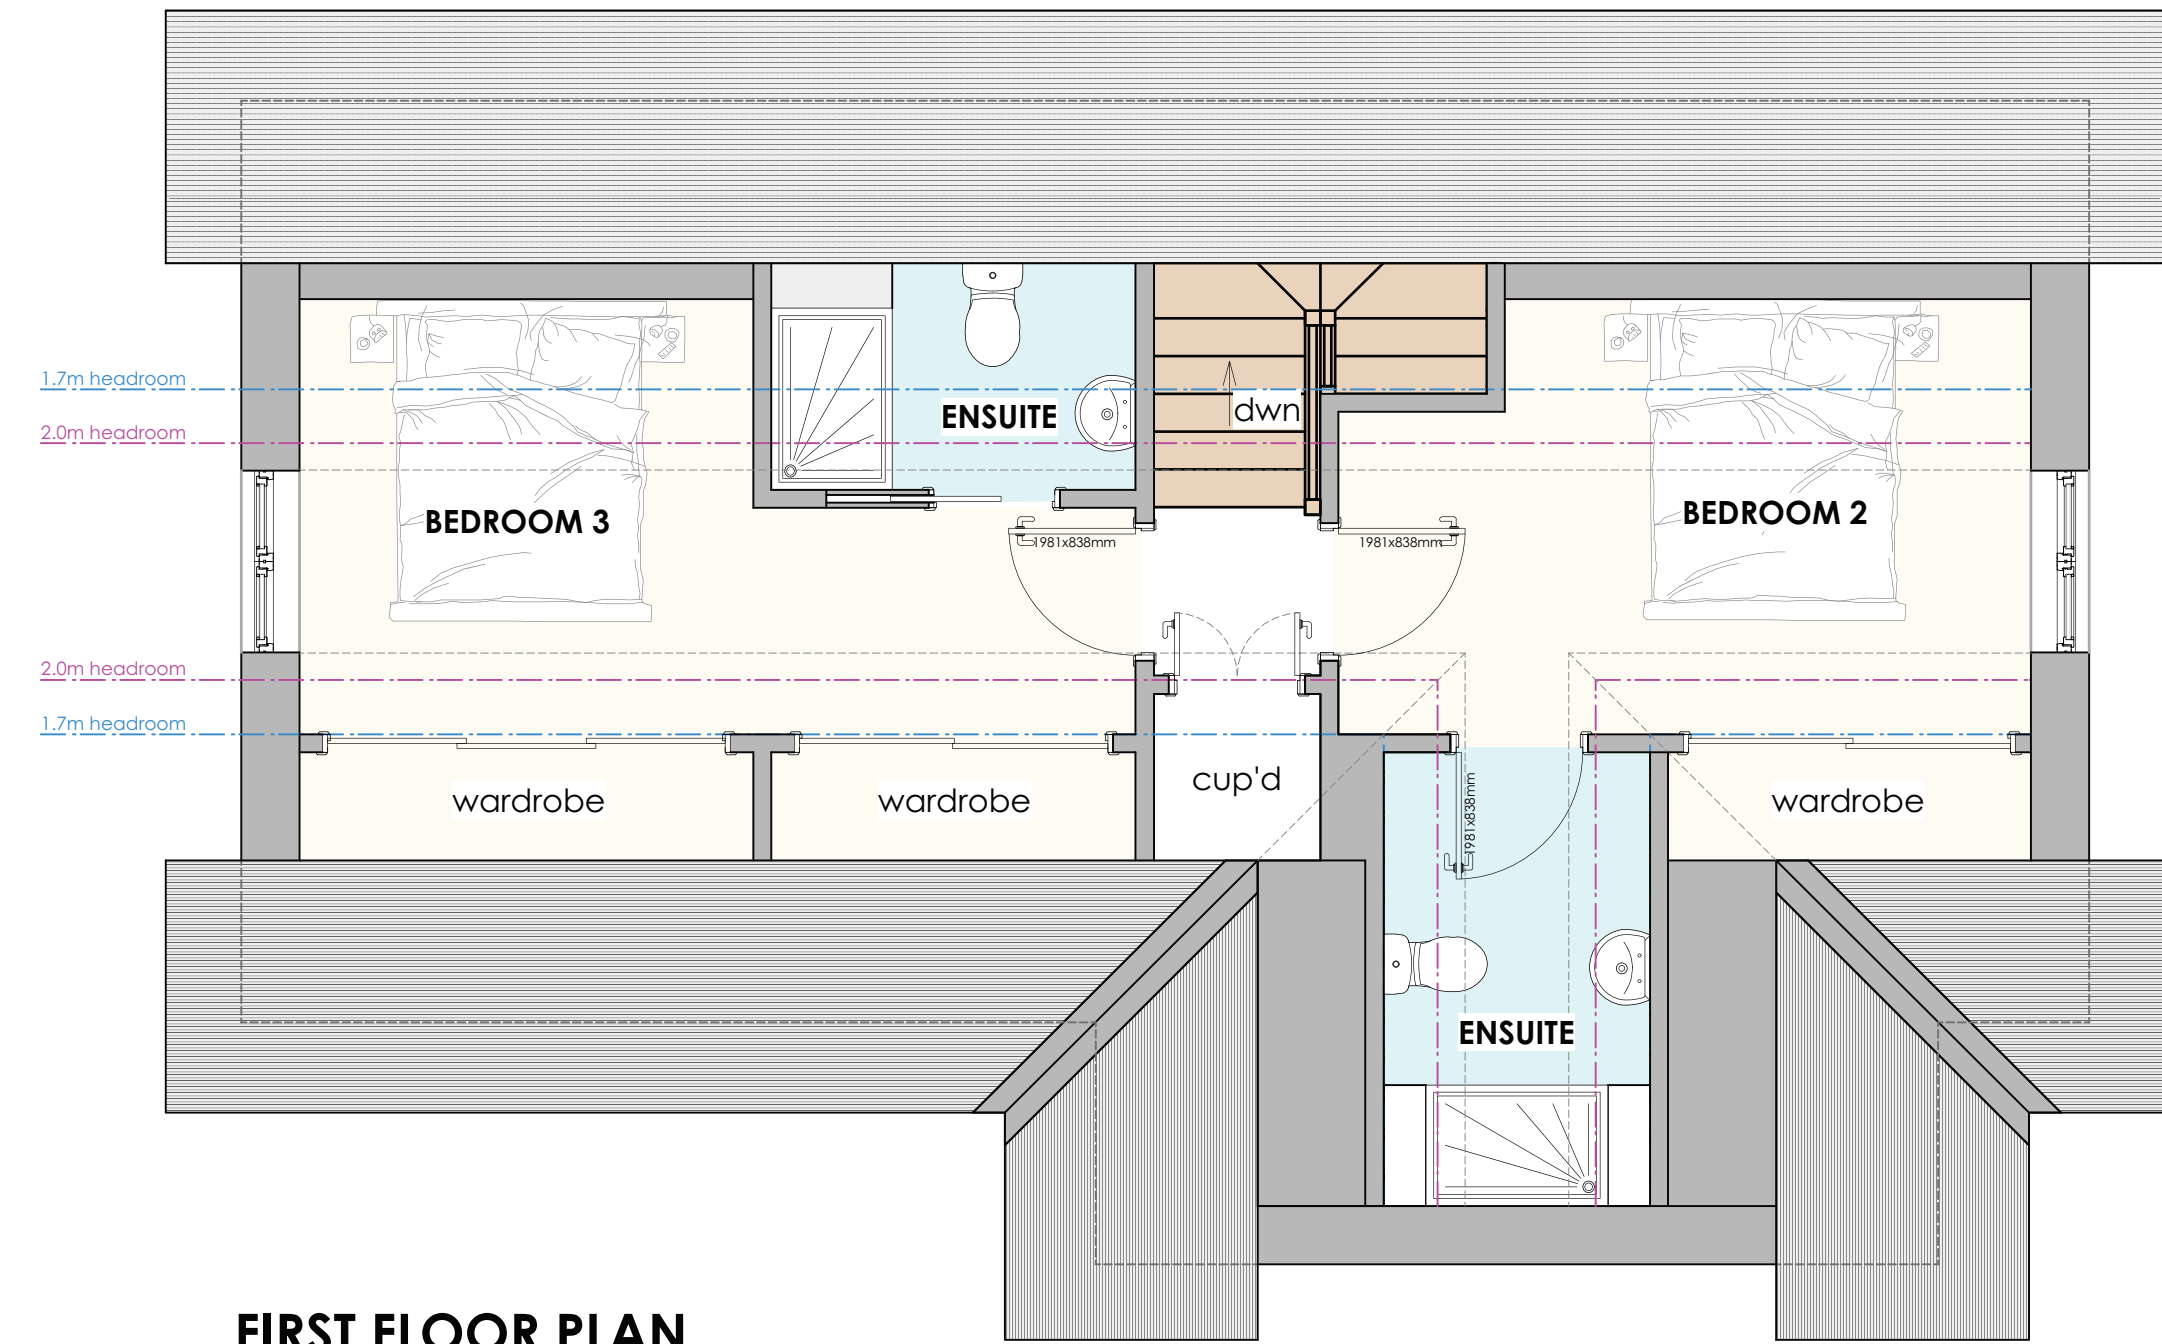 1.7m headroom
ENSUITE
dwn
2.0m headroom
BEDROOM 3
BEDROOM 2
1981x838mm
1981x838mm
2.0m headroom
1.7m headroom
wardrobe
wardrobe
cup'd
1981x838mm
wardrobe
ENSUITE
FIRST FLOOR PLAN